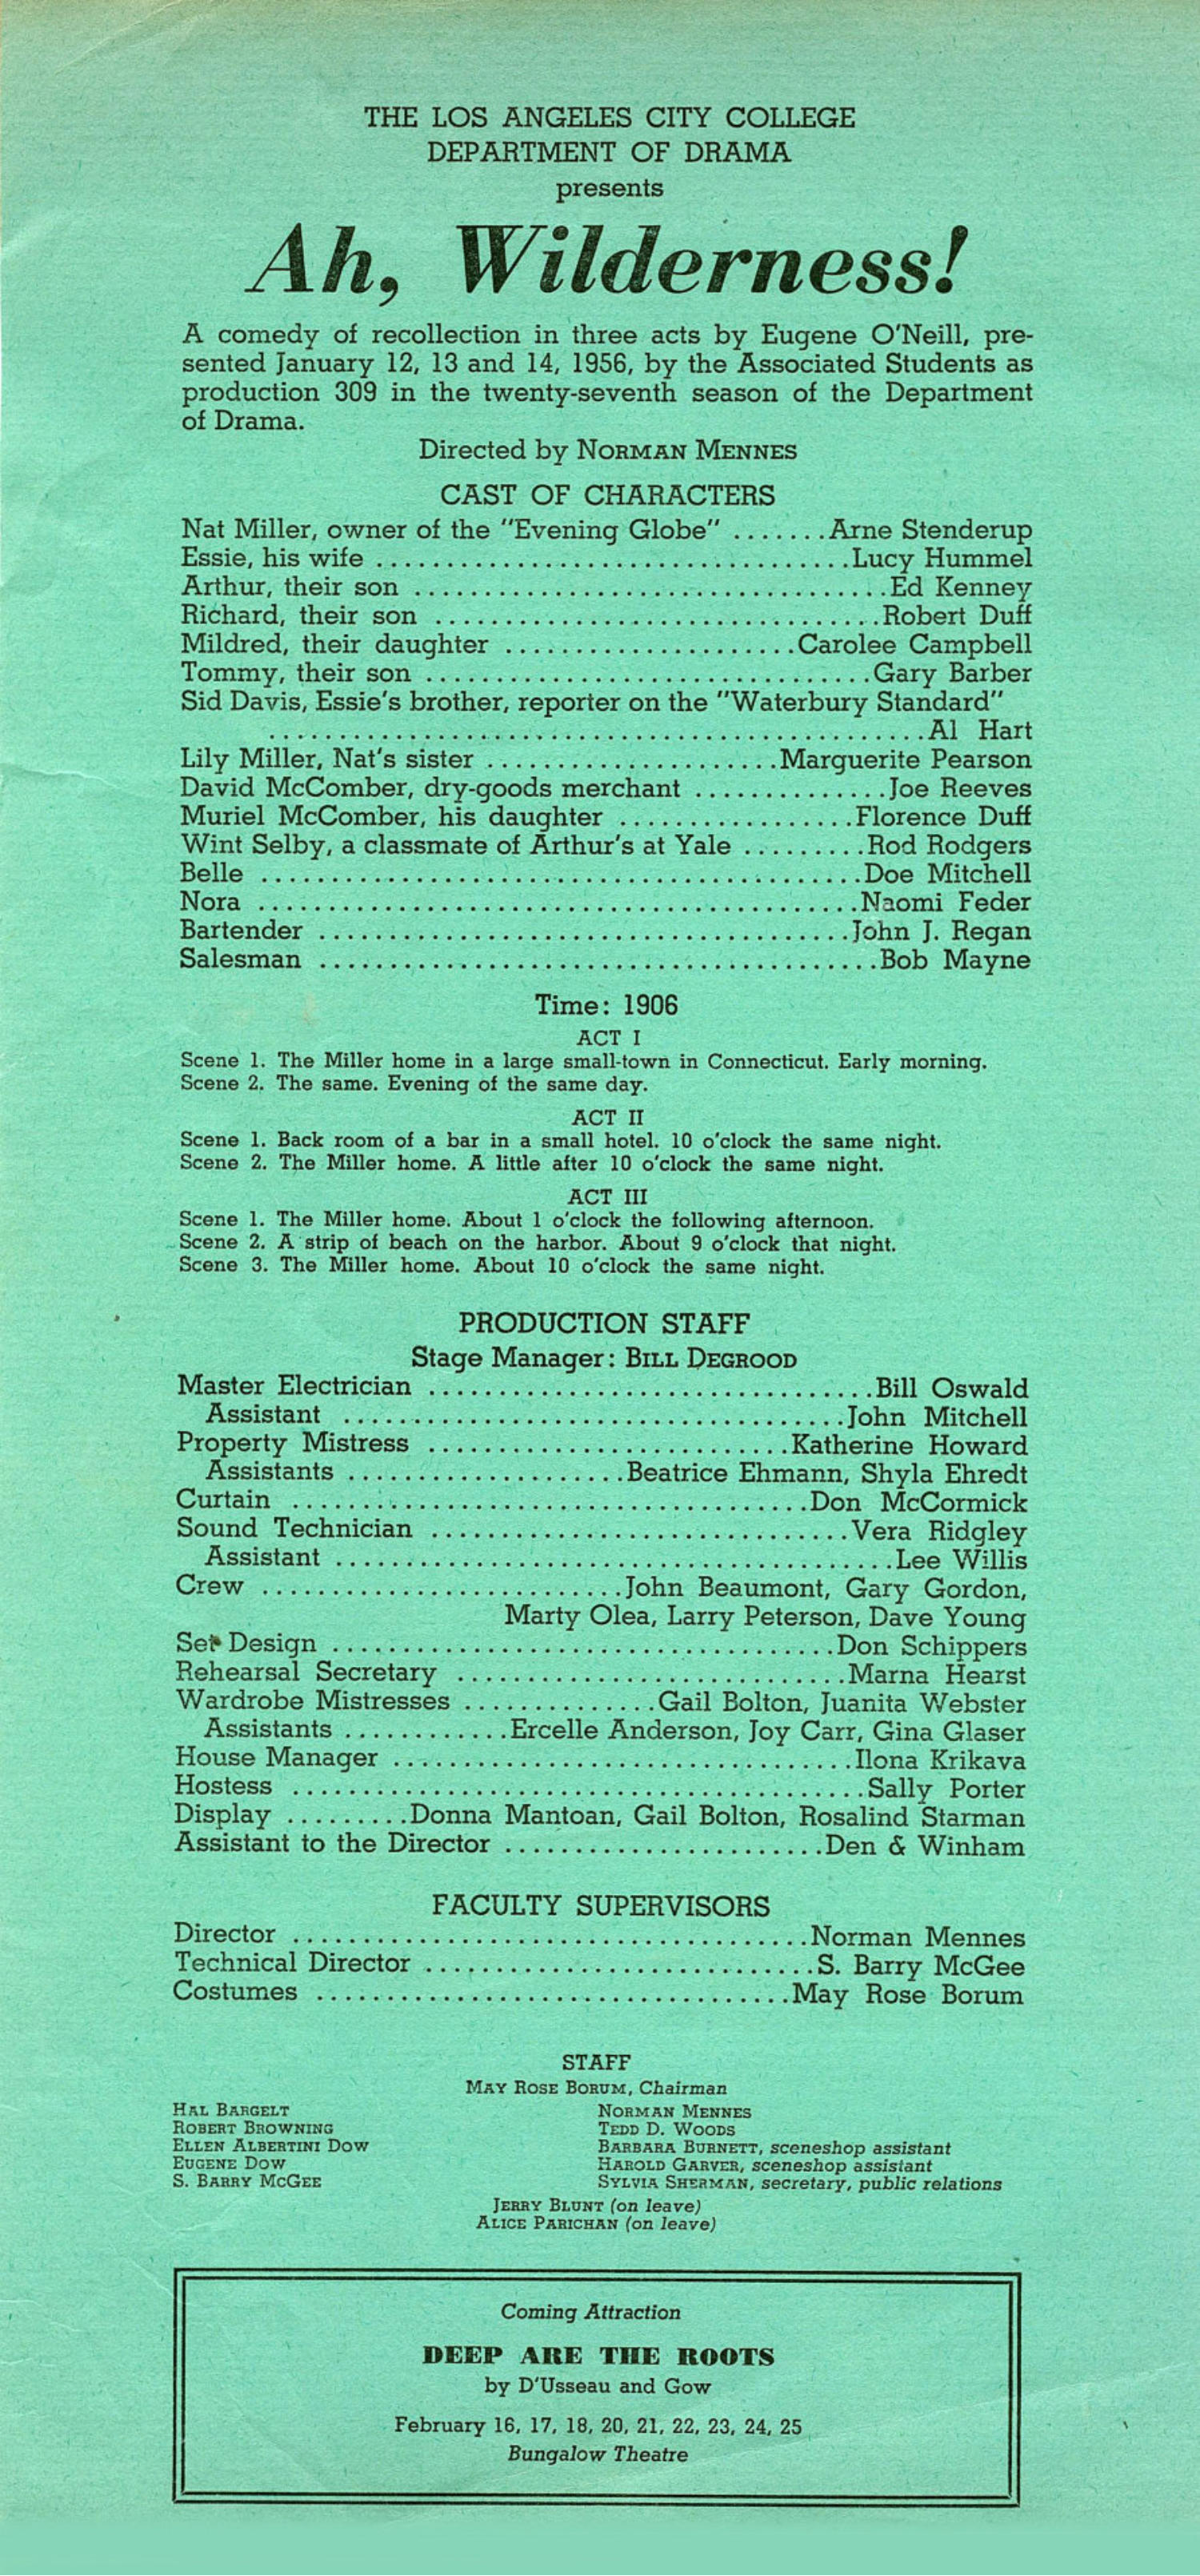 THE LOS ANGELES CITY COLLEGE
DEPARTMENT OF DRAMA
presents
Ah, Wilderness!
A comedy of recollection in three acts by Eugene O'Neill, pre-
sented January 12, 13 and 14, 1956, by the Associated Students as
production 309 in the twenty-seventh season of the Department
of Drama.
Directed by NORMAN MENNES
CAST OF CHARACTERS
Nat Miller, owner of the "Evening Globe" .......Arne Stenderup
Essie, his wife ..................................Lucy Hummel
Arthur, their son ..................................Ed Kenney
Richard, their son ................................Robert Duff
Mildred, their daughter .....................Carolee Campbell
Tommy, their son ................................Gary Barber
Sid Davis, Essie's brother, reporter on the "Waterbury Standard"
...............................................Al Hart
Lily Miller, Nat's sister .....................Marguerite Pearson
David McComber, dry-goods merchant ..............Joe Reeves
Muriel McComber, his daughter .................Florence Duff
Wint Selby, a classmate of Arthur's at Yale .........Rod Rodgers
Belle ...........................................Doe Mitchell
Nora ...........................................Naomi Feder
Bartender ......................................John J. Regan
Salesman ........................................Bob Mayne
Time: 1906
ACT I
Scene 1. The Miller home in a large small-town in Connecticut. Early morning.
Scene 2. The same. Evening of the same day.
ACT II
Scene 1. Back room of a bar in a small hotel. 10 o'clock the same night.
Scene 2. The Miller home. A little after 10 o'clock the same night.
ACT III
Scene 1. The Miller home. About 1 o'clock the following afternoon.
Scene 2. A strip of beach on the harbor. About 9 o'clock that night.
Scene 3. The Miller home. About 10 o'clock the same night.
PRODUCTION STAFF
Stage Manager: BILL DEGROOD
Master Electrician ................................Bill Oswald
Assistant ....................................John Mitchell
Property Mistress ..........................Katherine Howard
Assistants ....................Beatrice Ehmann, Shyla Ehredt
Curtain .....................................Don McCormick
Sound Technician ..............................Vera Ridgley
Assistant ........................................Lee Willis
Crew ..........................John Beaumont, Gary Gordon,
Marty Olea, Larry Peterson, Dave Young
Set Design ....................................Don Schippers
Rehearsal Secretary ............................Marna Hearst
Wardrobe Mistresses ..............Gail Bolton, Juanita Webster
Assistants ............Ercelle Anderson, Joy Carr, Gina Glaser
House Manager .................................Ilona Krikava
Hostess .........................................Sally Porter
Display .........Donna Mantoan, Gail Bolton, Rosalind Starman
Assistant to the Director .......................Den & Winham
FACULTY SUPERVISORS
Director .....................................Norman Mennes
Technical Director ............................S. Barry McGee
Costumes ..................................May Rose Borum
STAFF
MAY ROSE BORUM, Chairman
HAL BARGELT
ROBERT BROWNING
ELLEN ALBERTINI DOW
EUGENE DOW
S. BARRY MCGEE
NORMAN MENNES
TEDD D. WOODS
BARBARA BURNETT, sceneshop assistant
HAROLD GARVER, sceneshop assistant
SYLVIA SHERMAN, secretary, public relations
JERRY BLUNT (on leave)
ALICE PARICHAN (on leave)
Coming Attraction
DEEP ARE THE ROOTS
by D'Usseau and Gow
February 16, 17, 18, 20, 21, 22, 23, 24, 25
Bungalow Theatre